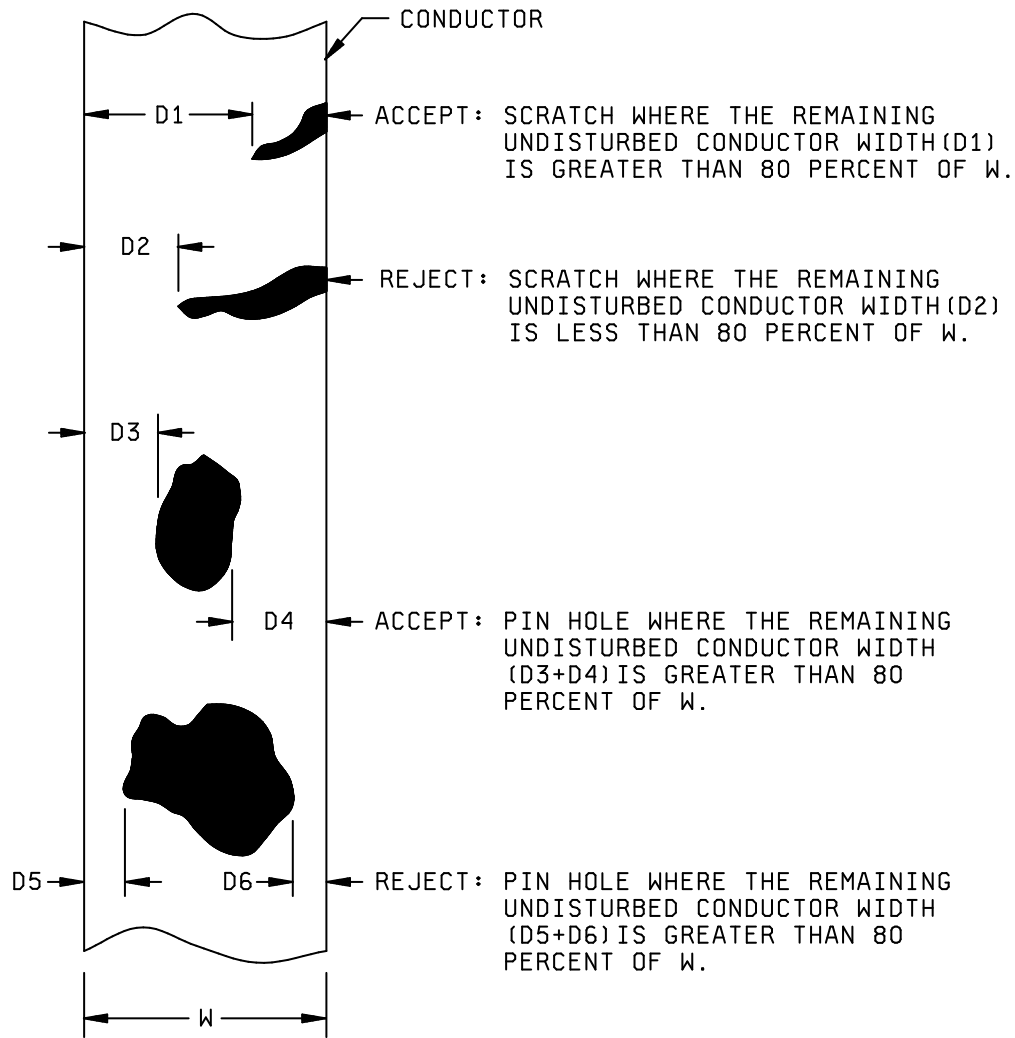 CONDUCTOR
D1
ACCEPT: SCRATCH WHERE THE REMAINING
UNDISTURBED CONDUCTOR WIDTH(D1)
IS GREATER THAN 80 PERCENT OF W.
D2
REJECT: SCRATCH WHERE THE REMAINING
UNDISTURBED CONDUCTOR WIDTH(D2)
IS LESS THAN 80 PERCENT OF W.
D3
D4
ACCEPT: PIN HOLE WHERE THE REMAINING
UNDISTURBED CONDUCTOR WIDTH
(D3+D4)IS GREATER THAN 80
PERCENT OF W.
D5
D6
REJECT: PIN HOLE WHERE THE REMAINING
UNDISTURBED CONDUCTOR WIDTH
(D5+D6)IS GREATER THAN 80
PERCENT OF W.
W